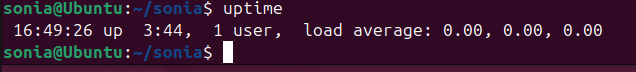 sonia@Ubuntu:~/sonia$ uptime
 16:49:26 up  3:44,  1 user,  load average: 0.00, 0.00, 0.00
sonia@Ubuntu:~/sonia$